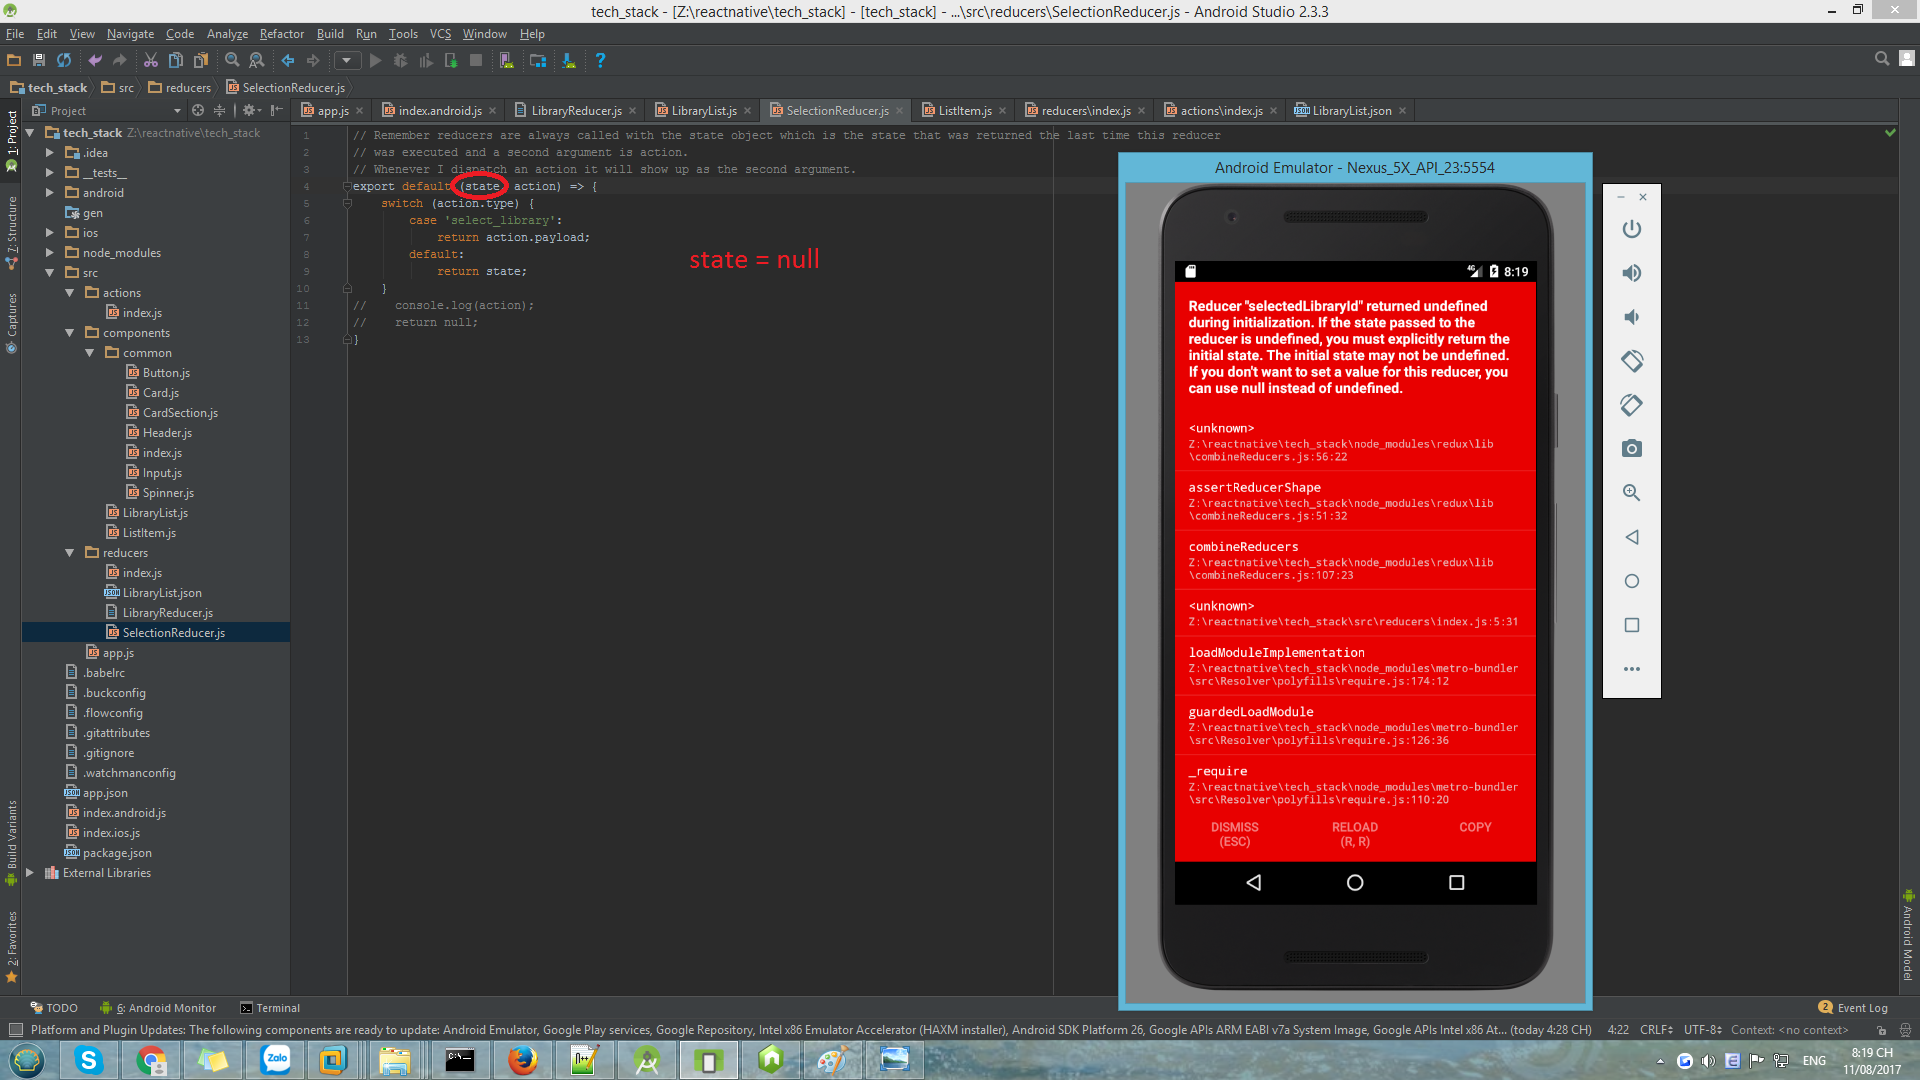 tech_stack - [Z:\reactnative\tech_stack] - [tech_stack] - ...\src\reducers\SelectionReducer.js - Android Studio 2.3.3
File Edit View Navigate Code Analyze Refactor Build Run Tools VCS Window Help
tech_stack src reducers SelectionReducer.js
Project
app.js index.android.js LibraryReducer.js LibraryList.js SelectionReducer.js ListItem.js reducers\index.js actions\index.js LibraryList.json
1: Project
7: Structure
Captures
Build Variants
2: Favorites
tech_stack Z:\reactnative\tech_stack
.idea
__tests__
android
gen
ios
node_modules
src
actions
index.js
components
common
Button.js
Card.js
CardSection.js
Header.js
index.js
Input.js
Spinner.js
LibraryList.js
ListItem.js
reducers
index.js
LibraryList.json
LibraryReducer.js
SelectionReducer.js
app.js
.babelrc
.buckconfig
.flowconfig
.gitattributes
.gitignore
.watchmanconfig
app.json
index.android.js
index.ios.js
package.json
External Libraries
1 // Remember reducers are always called with the state object which is the state that was returned the last time this reducer
2 // was executed and a second argument is action.
3 // Whenever I dispatch an action it will show up as the second argument.
4 export default (state, action) => {
5 switch (action.type) {
6 case 'select_library':
7 return action.payload;
8 default:
9 return state;
10 }
11 // console.log(action);
12 // return null;
13 }
state = null
Android Emulator - Nexus_5X_API_23:5554
4G 8:19
Reducer "selectedLibraryId" returned undefined
during initialization. If the state passed to the
reducer is undefined, you must explicitly return the
initial state. The initial state may not be undefined.
If you don't want to set a value for this reducer, you
can use null instead of undefined.
<unknown>
Z:\reactnative\tech_stack\node_modules\redux\lib
\combineReducers.js:56:22
assertReducerShape
Z:\reactnative\tech_stack\node_modules\redux\lib
\combineReducers.js:51:32
combineReducers
Z:\reactnative\tech_stack\node_modules\redux\lib
\combineReducers.js:107:23
<unknown>
Z:\reactnative\tech_stack\src\reducers\index.js:5:31
loadModuleImplementation
Z:\reactnative\tech_stack\node_modules\metro-bundler
\src\Resolver\polyfills\require.js:174:12
guardedLoadModule
Z:\reactnative\tech_stack\node_modules\metro-bundler
\src\Resolver\polyfills\require.js:126:36
_require
Z:\reactnative\tech_stack\node_modules\metro-bundler
\src\Resolver\polyfills\require.js:110:20
DISMISS RELOAD COPY
(ESC) (R, R)
Android Model
TODO 6: Android Monitor Terminal 2 Event Log
Platform and Plugin Updates: The following components are ready to update: Android Emulator, Google Play services, Google Repository, Intel x86 Emulator Accelerator (HAXM installer), Android SDK Platform 26, Google APIs ARM EABI v7a System Image, Google APIs Intel x86 At... (today 4:28 CH) 4:22 CRLF UTF-8 Context: <no context>
Zalo
ENG 8:19 CH
11/08/2017